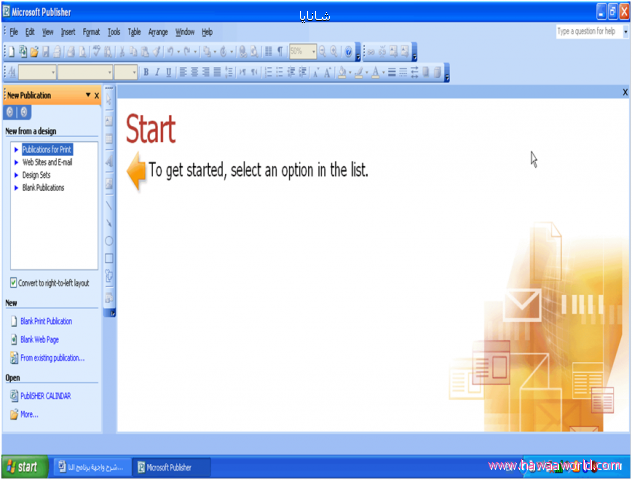 Microsoft Publisher
شانايا
File Edit View Insert Format Tools Table Arrange Window Help
Type a question for help
50%
B I U
New Publication
New from a design
Publications for Print
Web Sites and E-mail
Design Sets
Blank Publications
Convert to right-to-left layout
New
Blank Print Publication
Blank Web Page
From existing publication...
Open
PubliSHER CALINDAR
More...
Start
To get started, select an option in the list.
start
شرح واجهة برنامج النا...
Microsoft Publisher
www.hawaaworld.com